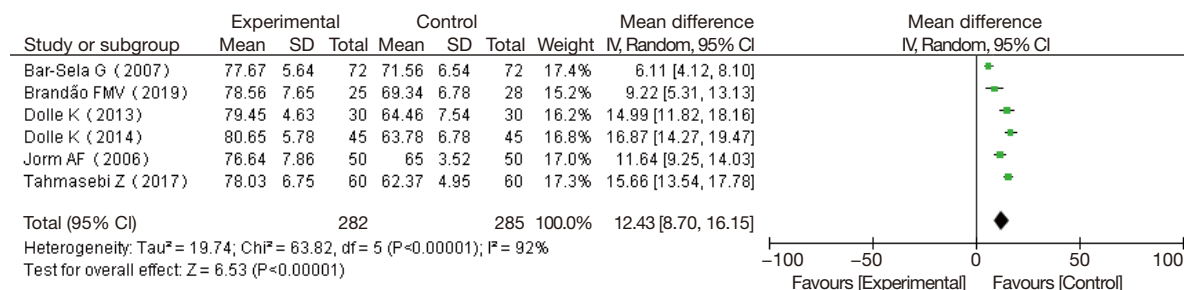 Experimental Control Mean difference Mean difference
Study or subgroup Mean SD Total Mean SD Total Weight IV, Random, 95% CI IV, Random, 95% CI
Bar-Sela G (2007) 77.67 5.64 72 71.56 6.54 72 17.4% 6.11 [4.12, 8.10]
Brandão FMV (2019) 78.56 7.65 25 69.34 6.78 28 15.2% 9.22 [5.31, 13.13]
Dolle K (2013) 79.45 4.63 30 64.46 7.54 30 16.2% 14.99 [11.82, 18.16]
Dolle K (2014) 80.65 5.78 45 63.78 6.78 45 16.8% 16.87 [14.27, 19.47]
Jorm AF (2006) 76.64 7.86 50 65 3.52 50 17.0% 11.64 [9.25, 14.03]
Tahmasebi Z (2017) 78.03 6.75 60 62.37 4.95 60 17.3% 15.66 [13.54, 17.78]
Total (95% CI) 282 285 100.0% 12.43 [8.70, 16.15]
Heterogeneity: Tau² = 19.74; Chi² = 63.82, df = 5 (P<0.00001); I² = 92%
Test for overall effect: Z = 6.53 (P<0.00001)
−100 −50 0 50 100
Favours [Experimental] Favours [Control]